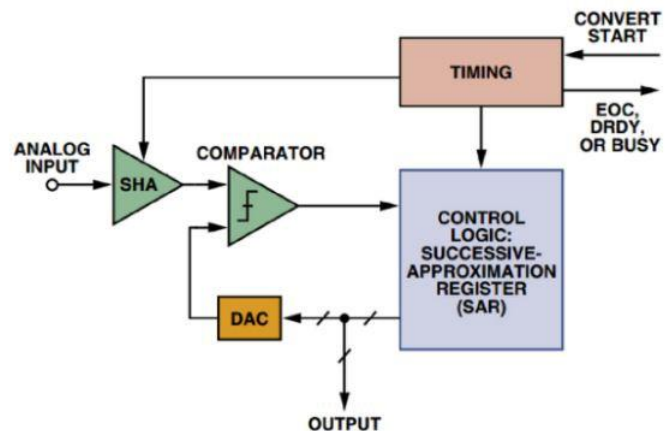 CONVERT
START
TIMING
EOC,
DRDY,
OR BUSY
ANALOG
INPUT
SHA
COMPARATOR
CONTROL
LOGIC:
SUCCESSIVE-
APPROXIMATION
REGISTER
(SAR)
DAC
OUTPUT